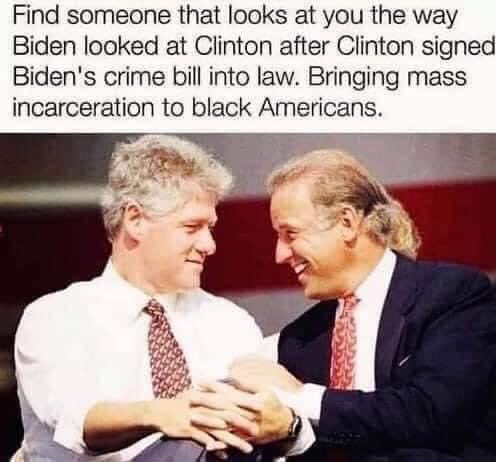 Find someone that looks at you the way
Biden looked at Clinton after Clinton signed
Biden's crime bill into law. Bringing mass
incarceration to black Americans.